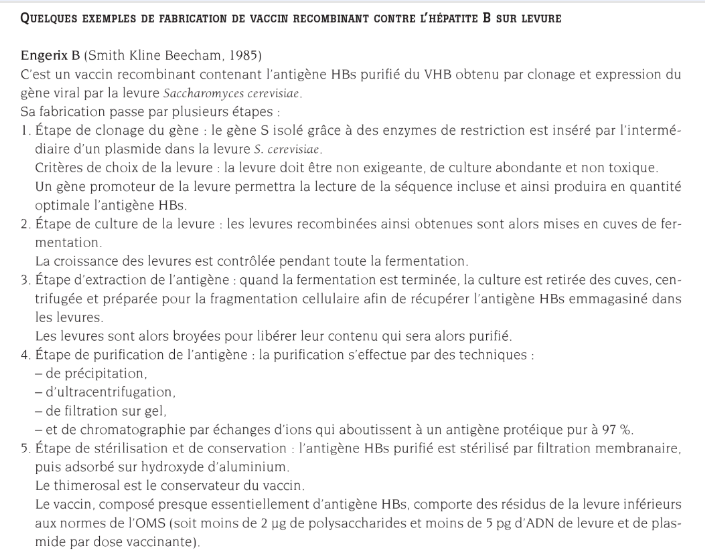 QUELQUES EXEMPLES DE FABRICATION DE VACCIN RECOMBINANT CONTRE L'HÉPATITE B SUR LEVURE
Engerix B (Smith Kline Beecham, 1985)
C'est un vaccin recombinant contenant l'antigène HBs purifié du VHB obtenu par clonage et expression du
gène viral par la levure Saccharomyces cerevisiae.
Sa fabrication passe par plusieurs étapes :
1. Étape de clonage du gène : le gène S isolé grâce à des enzymes de restriction est inséré par l'intermé-
diaire d'un plasmide dans la levure S. cerevisiae.
Critères de choix de la levure : la levure doit être non exigeante, de culture abondante et non toxique.
Un gène promoteur de la levure permettra la lecture de la séquence incluse et ainsi produira en quantité
optimale l'antigène HBs.
2. Étape de culture de la levure : les levures recombinées ainsi obtenues sont alors mises en cuves de fer-
mentation.
La croissance des levures est contrôlée pendant toute la fermentation.
3. Étape d'extraction de l'antigène : quand la fermentation est terminée, la culture est retirée des cuves, cen-
trifugée et préparée pour la fragmentation cellulaire afin de récupérer l'antigène HBs emmagasiné dans
les levures.
Les levures sont alors broyées pour libérer leur contenu qui sera alors purifié.
4. Étape de purification de l'antigène : la purification s'effectue par des techniques :
– de précipitation,
– d'ultracentrifugation,
– de filtration sur gel,
– et de chromatographie par échanges d'ions qui aboutissent à un antigène protéique pur à 97 %.
5. Étape de stérilisation et de conservation : l'antigène HBs purifié est stérilisé par filtration membranaire,
puis adsorbé sur hydroxyde d'aluminium.
Le thimerosal est le conservateur du vaccin.
Le vaccin, composé presque essentiellement d'antigène HBs, comporte des résidus de la levure inférieurs
aux normes de l'OMS (soit moins de 2 µg de polysaccharides et moins de 5 pg d'ADN de levure et de plas-
mide par dose vaccinante).